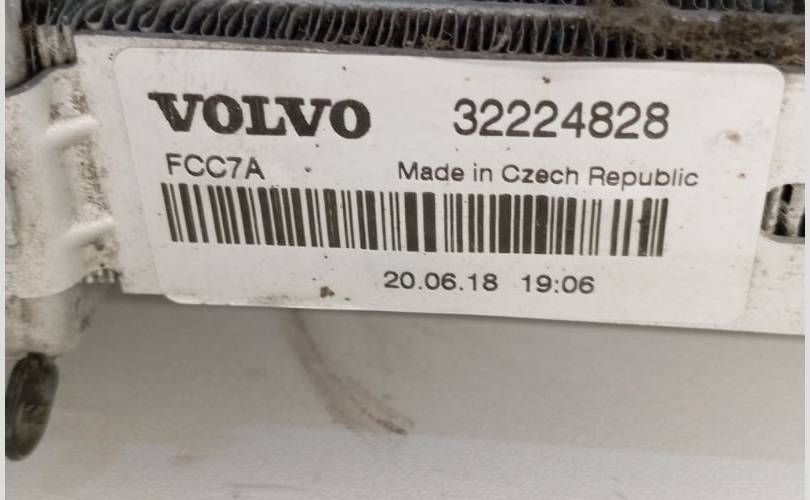 VOLVO 32224828
FCC7A Made in Czech Republic
20.06.18 19:06